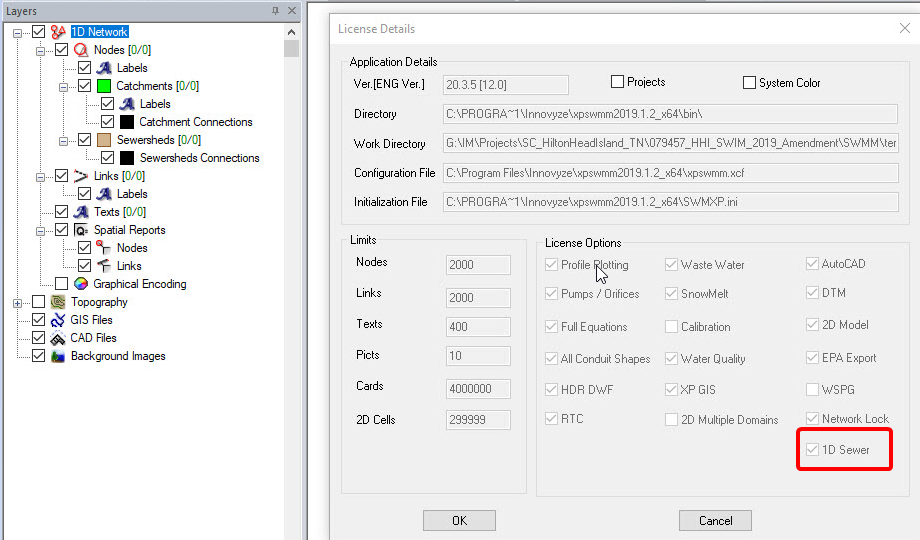 Layers
1D Network
Nodes [0/0]
Labels
Catchments [0/0]
Labels
Catchment Connections
Sewersheds [0/0]
Sewersheds Connections
Links [0/0]
Labels
Texts [0/0]
Spatial Reports
Nodes
Links
Graphical Encoding
Topography
GIS Files
CAD Files
Background Images
License Details
Application Details
Ver.[ENG Ver.] 20.3.5 [12.0] Projects System Color
Directory C:\PROGRA~1\Innovyze\xpswmm2019.1.2_x64\bin\
Work Directory G:\IM\Projects\SC_HiltonHeadIsland_TN\079457_HHI_SWIM_2019_Amendment\SWMM\ter
Configuration File C:\Program Files\Innovyze\xpswmm2019.1.2_x64\xpswmm.xcf
Initialization File C:\PROGRA~1\Innovyze\xpswmm2019.1.2_x64\SWMXP.ini
Limits
Nodes 2000
Links 2000
Texts 400
Picts 10
Cards 4000000
2D Cells 299999
License Options
Profile Plotting Waste Water AutoCAD
Pumps / Orifices SnowMelt DTM
Full Equations Calibration 2D Model
All Conduit Shapes Water Quality EPA Export
HDR DWF XP GIS WSPG
RTC 2D Multiple Domains Network Lock
1D Sewer
OK Cancel